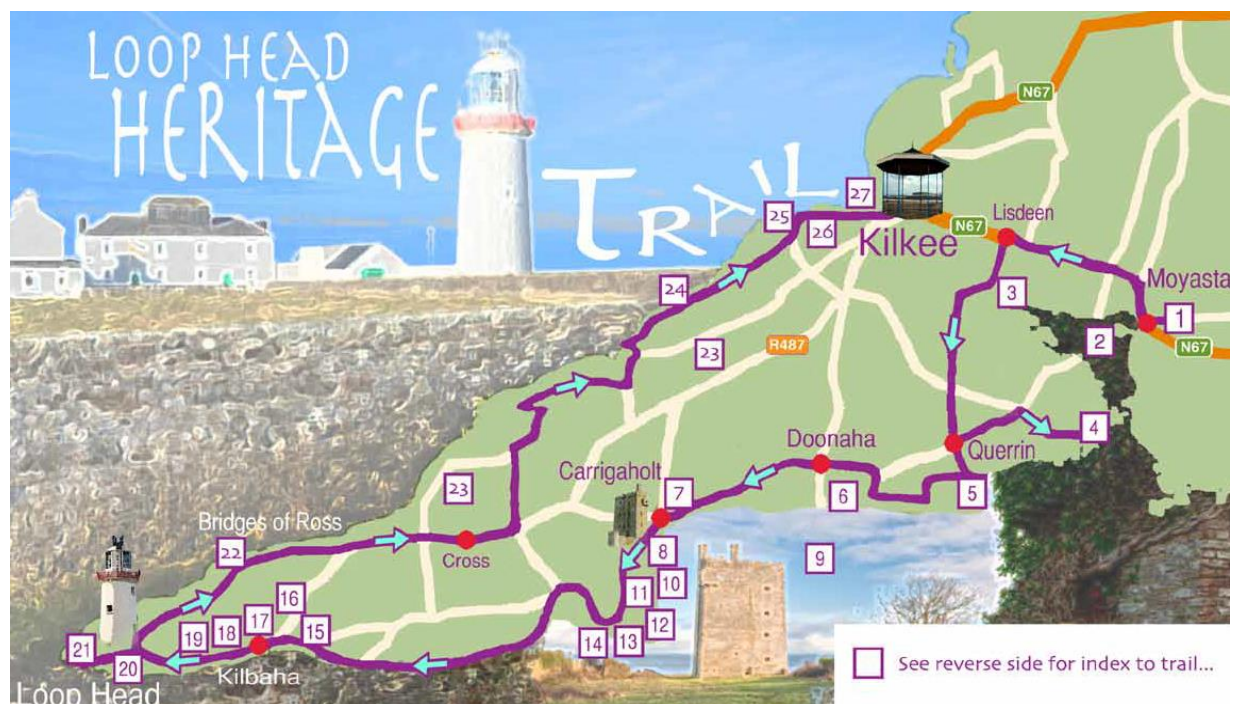 LOOP HEAD
HERITAGE
TRAIL
N67
27
25
26
Kilkee
N67
Lisdeen
Moyasta
1
N67
24
3
2
23
R487
4
Doonaha
Querrin
Carrigaholt
7
6
5
23
Bridges of Ross
22
Cross
8
9
10
11
16
12
21
20
19
18
17
15
14
13
Kilbaha
Loop Head
See reverse side for index to trail...